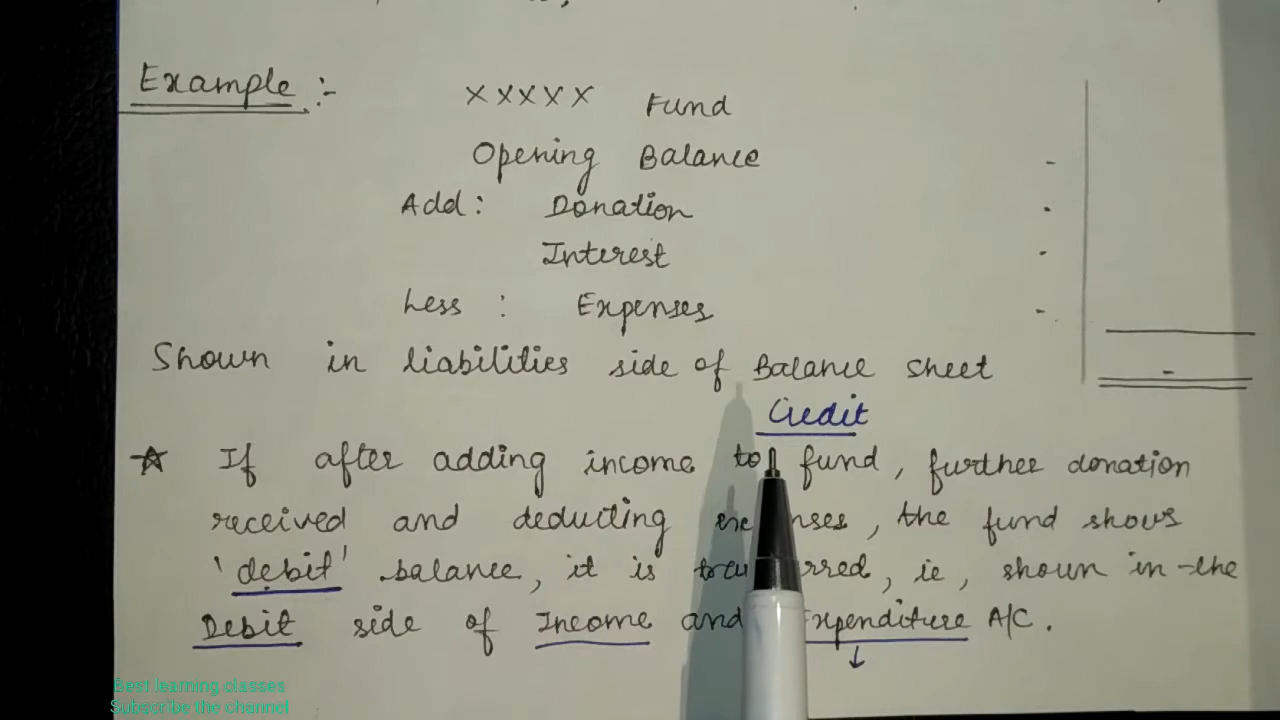 Example :-
XXXXX Fund
Opening Balance -
Add: Donation .
Interest .
Less : Expenses -
Shown in liabilities side of Balance sheet -
Credit
☆ If after adding income to fund, further donation
received and deducting , the fund shows
'debit' balance, it is , ie, shown in the
Debit side of Income and Expenditure A/C.
↓
Best learning classes
Subscribe the channel